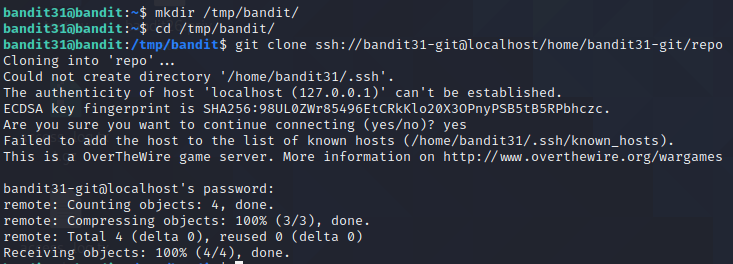 bandit31@bandit:~$ mkdir /tmp/bandit/
bandit31@bandit:~$ cd /tmp/bandit/
bandit31@bandit:/tmp/bandit$ git clone ssh://bandit31-git@localhost/home/bandit31-git/repo
Cloning into 'repo'...
Could not create directory '/home/bandit31/.ssh'.
The authenticity of host 'localhost (127.0.0.1)' can't be established.
ECDSA key fingerprint is SHA256:98UL0ZWr85496EtCRkKlo20X3OPnyPSB5tB5RPbhczc.
Are you sure you want to continue connecting (yes/no)? yes
Failed to add the host to the list of known hosts (/home/bandit31/.ssh/known_hosts).
This is a OverTheWire game server. More information on http://www.overthewire.org/wargames
bandit31-git@localhost's password:
remote: Counting objects: 4, done.
remote: Compressing objects: 100% (3/3), done.
remote: Total 4 (delta 0), reused 0 (delta 0)
Receiving objects: 100% (4/4), done.